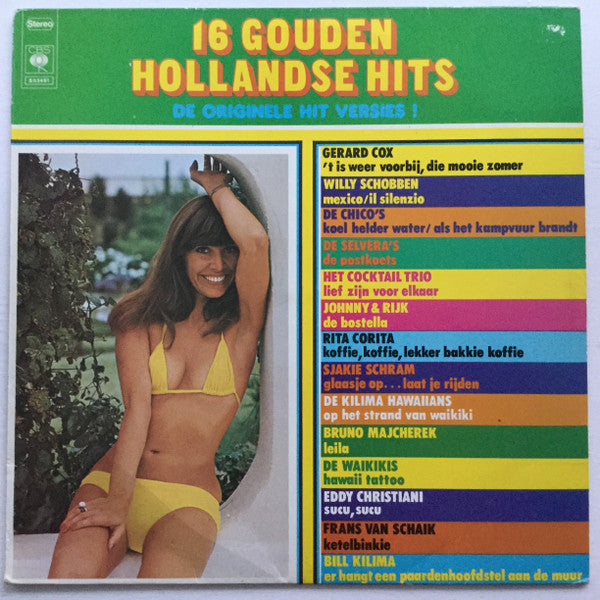 Stereo
CBS
16 GOUDEN
HOLLANDSE HITS
DE ORIGINELE HIT VERSIES !
GERARD COX
't is weer voorbij, die mooie zomer
WILLY SCHOBBEN
mexico/il silenzio
DE CHICO'S
koel helder water/als het kampvuur brandt
DE SELVERA'S
de postkoets
HET COCKTAIL TRIO
lief zijn voor elkaar
JOHNNY & RIJK
de bostella
RITA CORITA
koffie, koffie, lekker bakkie koffie
SJAKIE SCHRAM
glaasje op... laat je rijden
DE KILIMA HAWAIIANS
op het strand van waikiki
BRUNO MAJCHEREK
leila
DE WAIKIKIS
hawaii tattoo
EDDY CHRISTIANI
sucu, sucu
FRANS VAN SCHAIK
ketelbinkie
BILL KILIMA
er hangt een paardenhoofdstel aan de muur